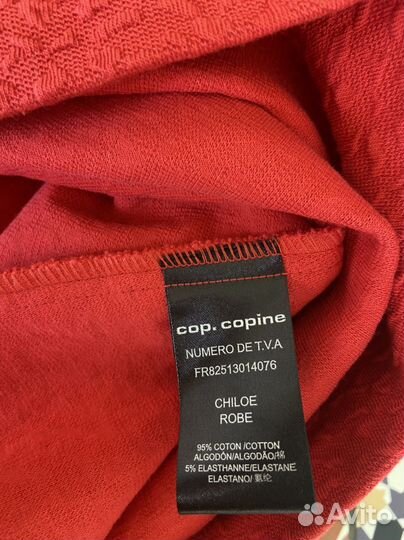 cop. copine
NUMERO DE T.V.A
FR82513014076
CHILOE
ROBE
95% COTON /COTTON
ALGODÓN/ALGODÃO/棉
5% ELASTHANNE/ELASTANE
ELASTANO/氨纶
Avito